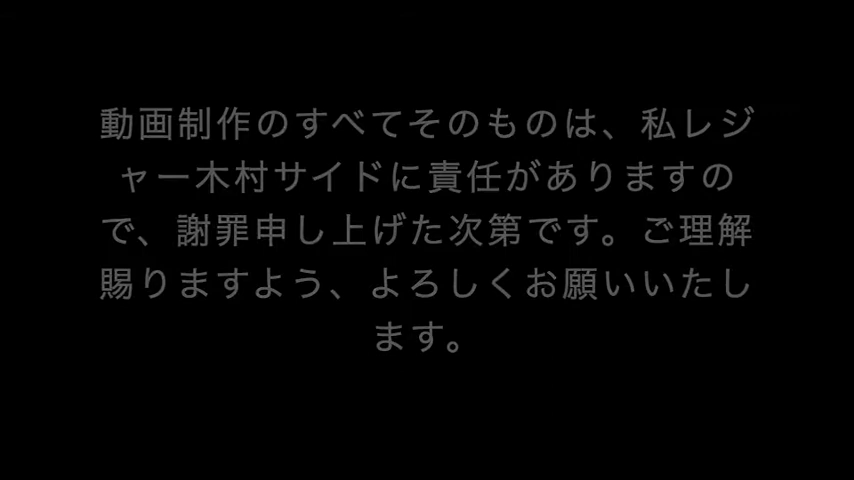 動画制作のすべてそのものは、私レジ
ャー木村サイドに責任がありますの
で、謝罪申し上げた次第です。ご理解
賜りますよう、よろしくお願いいたし
ます。